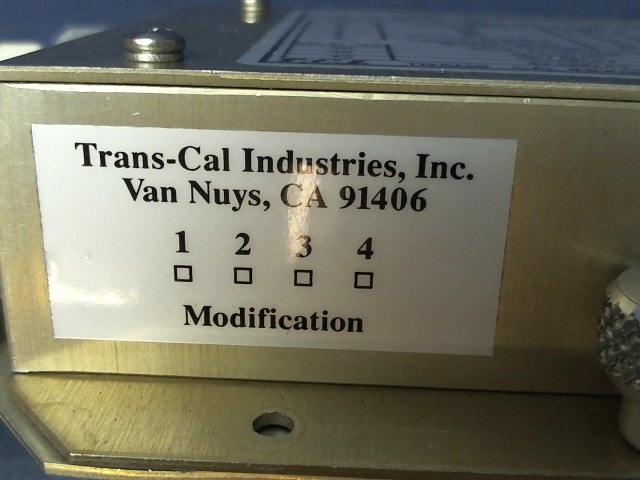 Trans-Cal Industries, Inc.
Van Nuys, CA 91406
1 2 3 4
Modification